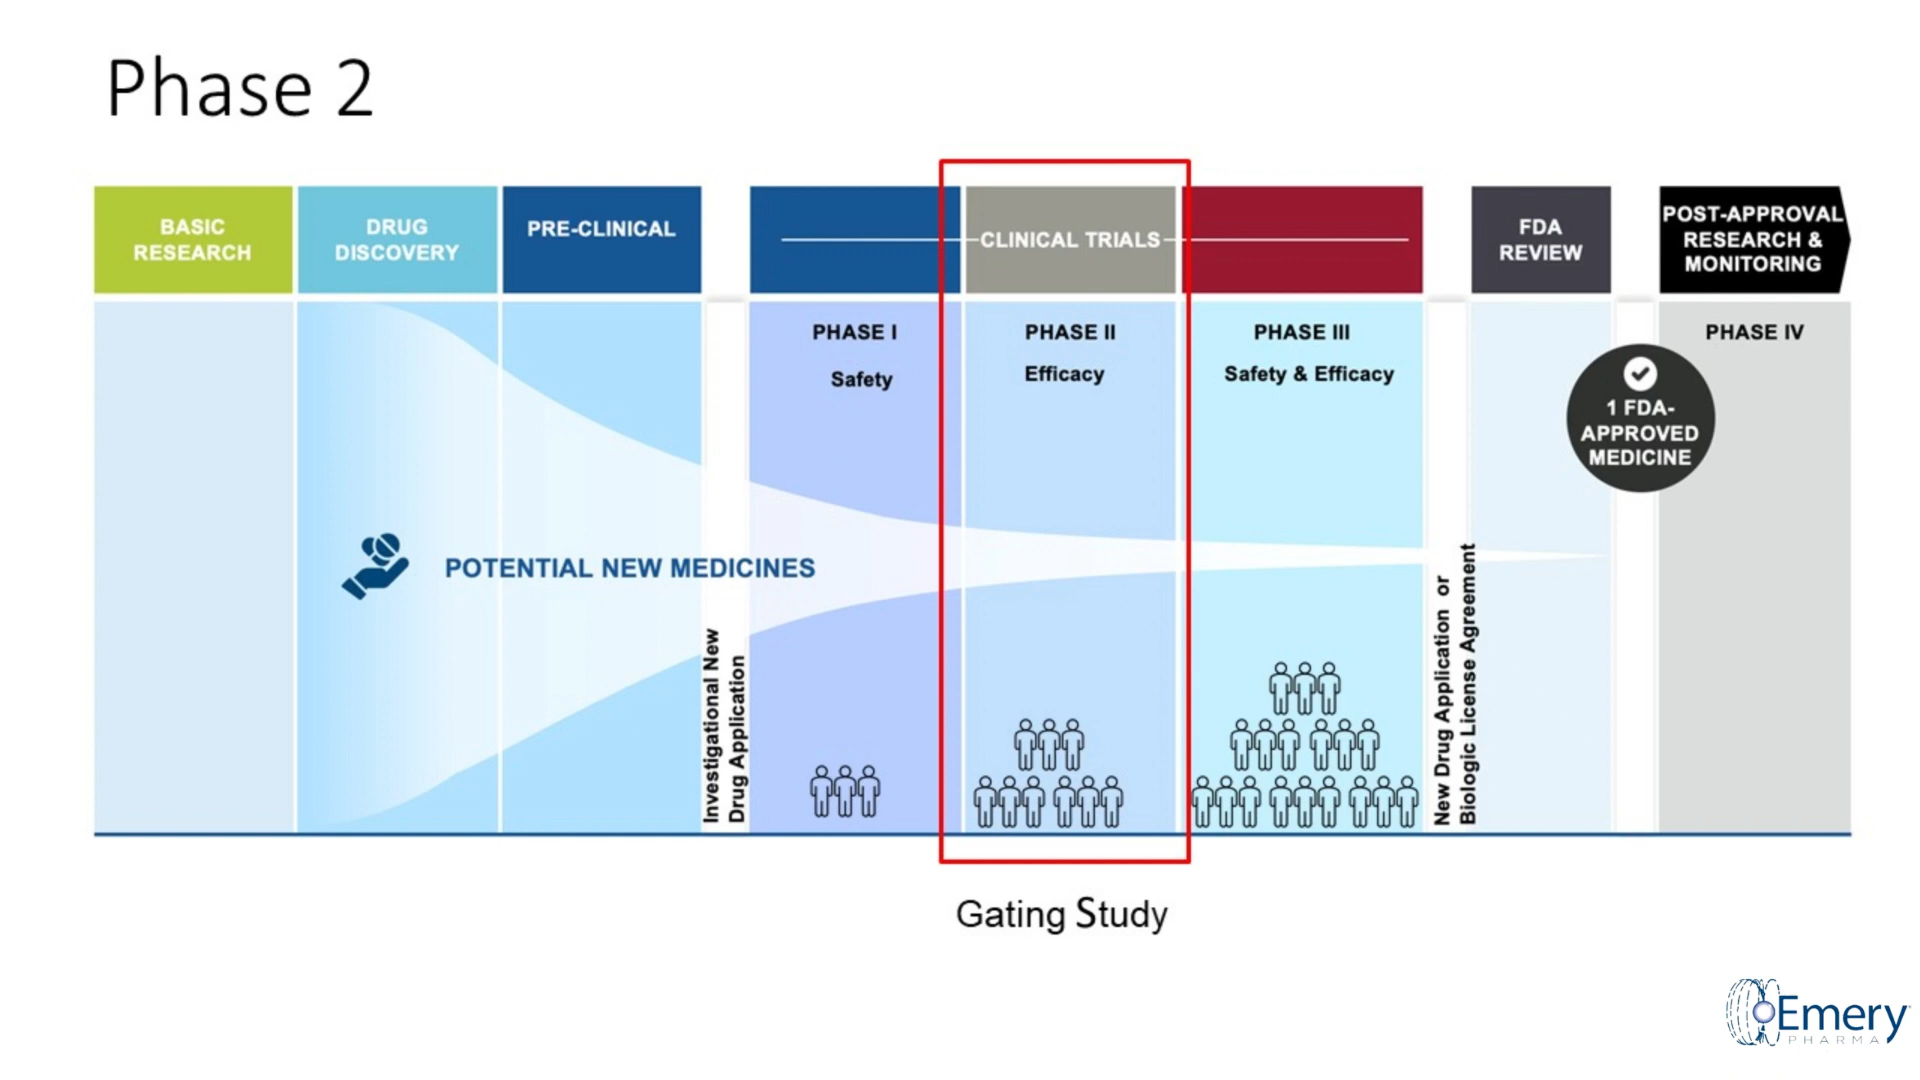 Phase 2
BASIC
RESEARCH
DRUG
DISCOVERY
PRE-CLINICAL
CLINICAL TRIALS
FDA
REVIEW
POST-APPROVAL
RESEARCH &
MONITORING
PHASE I
Safety
PHASE II
Efficacy
PHASE III
Safety & Efficacy
PHASE IV
1 FDA-
APPROVED
MEDICINE
POTENTIAL NEW MEDICINES
Investigational New
Drug Application
New Drug Application or
Biologic License Agreement
Gating Study
Emery
PHARMA